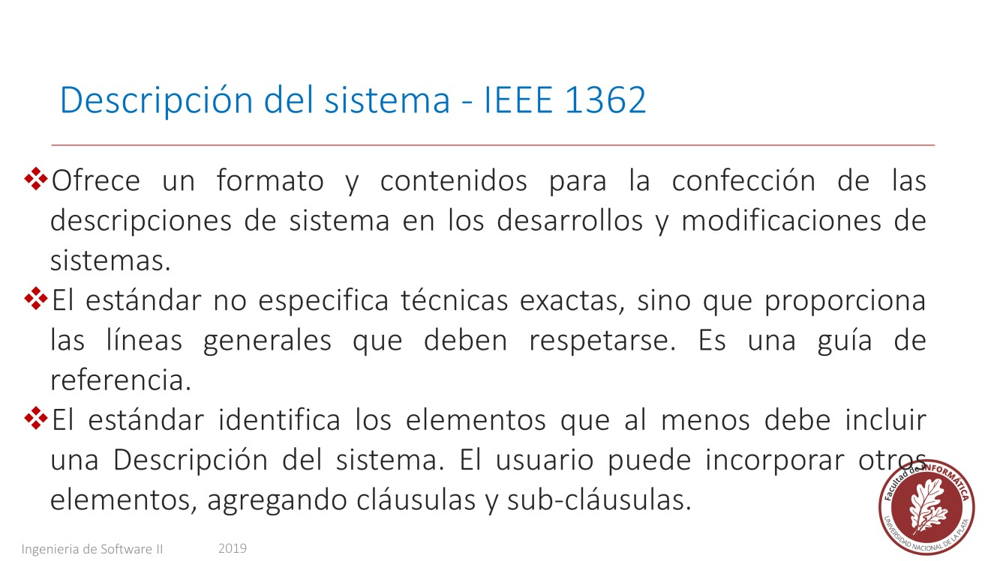 Descripción del sistema - IEEE 1362
❖Ofrece un formato y contenidos para la confección de las
descripciones de sistema en los desarrollos y modificaciones de
sistemas.
❖El estándar no especifica técnicas exactas, sino que proporciona
las líneas generales que deben respetarse. Es una guía de
referencia.
❖El estándar identifica los elementos que al menos debe incluir
una Descripción del sistema. El usuario puede incorporar otros
elementos, agregando cláusulas y sub-cláusulas.
Facultad de INFORMÁTICA
UNIVERSIDAD NACIONAL DE LA PLATA
Ingenieria de Software II 2019